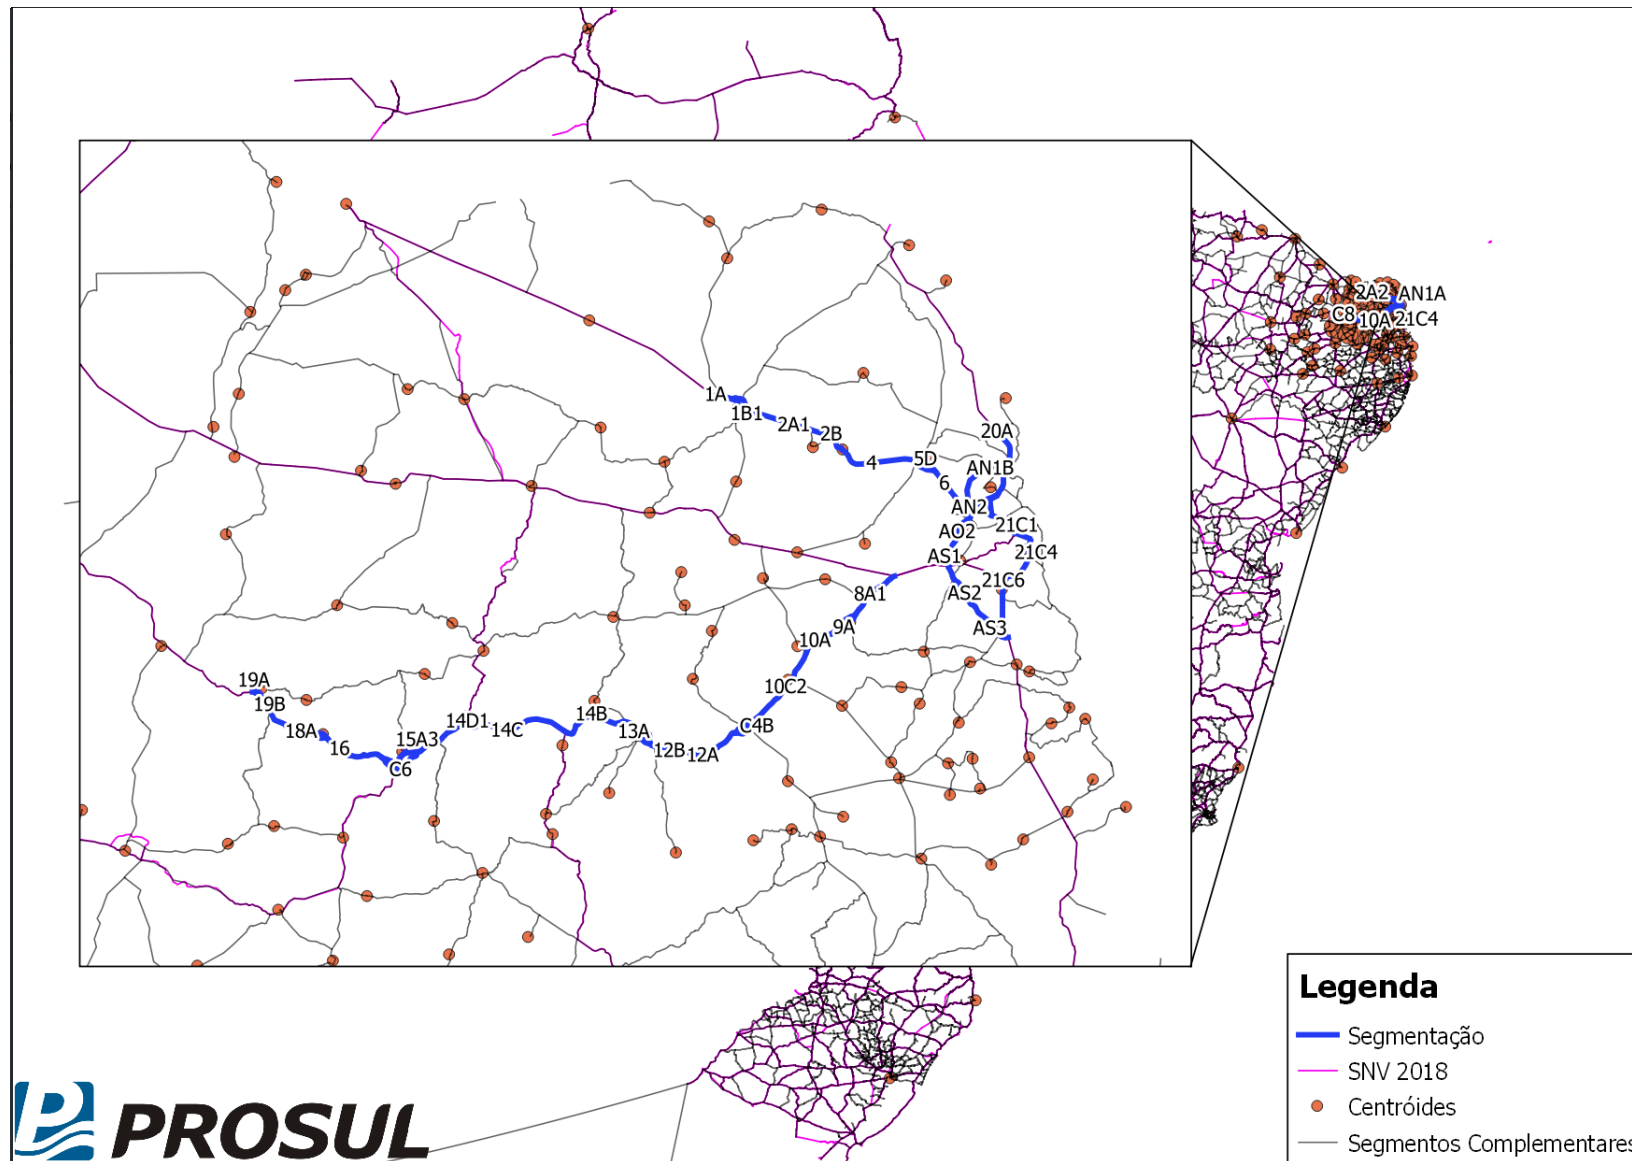 2A2
AN1A
C8
10A
21C4
1A
1B1
2A1
2B
20A
4
5D
AN1B
6
AN2
AO2
21C1
AS1
21C4
21C6
8A1
AS2
9A
AS3
10A
19A
10C2
19B
14B
14D1
18A
14C
13A
C4B
15A3
16
12B
12A
C6
Legenda
Segmentação
SNV 2018
Centróides
Segmentos Complementares
PROSUL